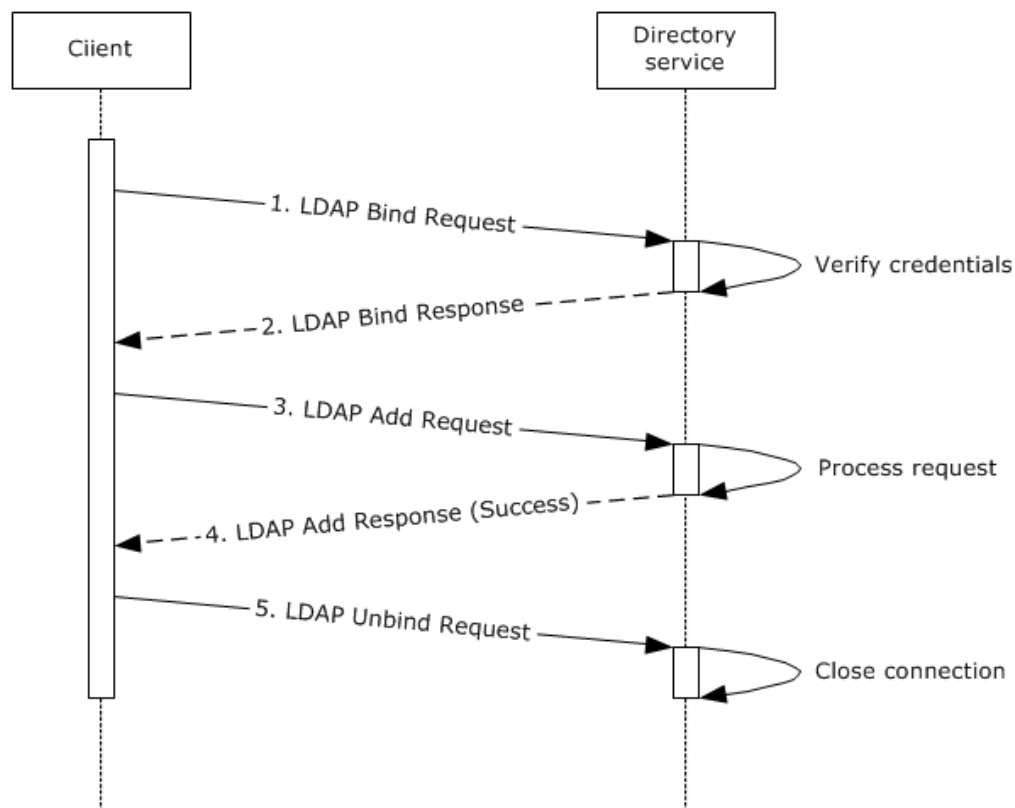 Ciient
Directory
service
1. LDAP Bind Request
Verify credentials
2. LDAP Bind Response
3. LDAP Add Request
Process request
4. LDAP Add Response (Success)
5. LDAP Unbind Request
Close connection